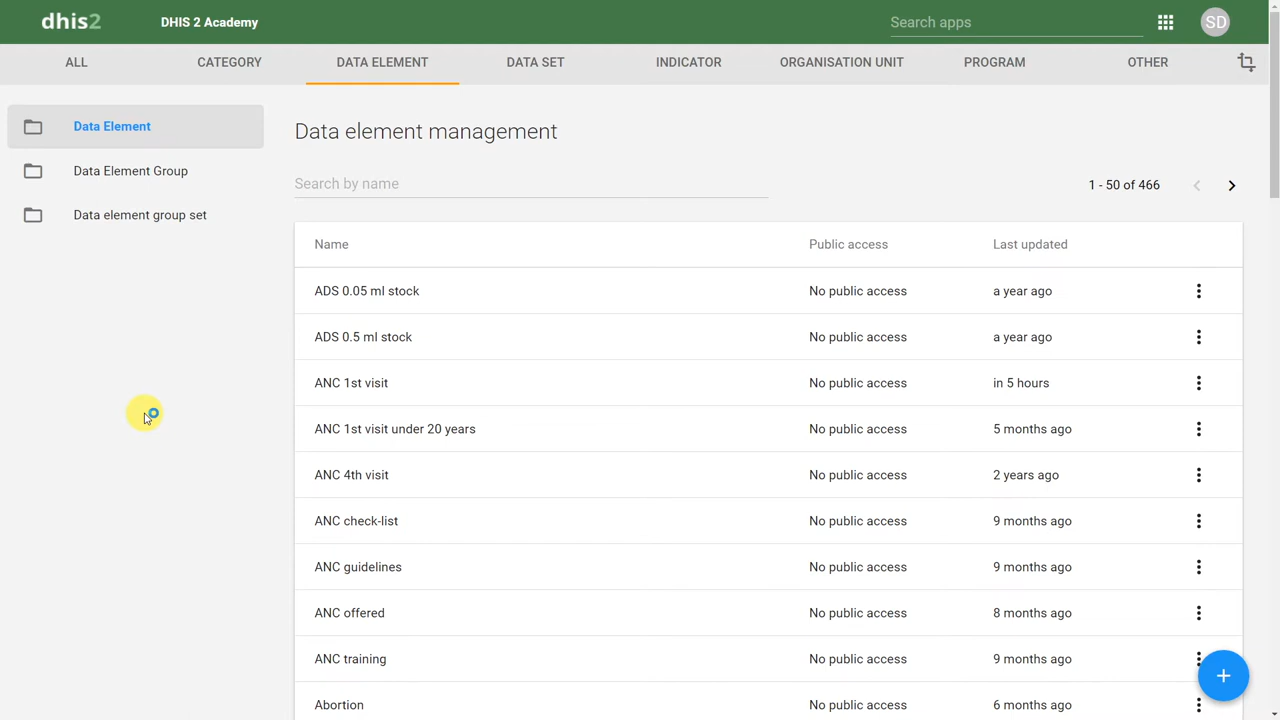 dhis2 DHIS 2 Academy Search apps SD
ALL CATEGORY DATA ELEMENT DATA SET INDICATOR ORGANISATION UNIT PROGRAM OTHER
Data Element
Data Element Group
Data element group set
Data element management
Search by name 1 - 50 of 466
Name Public access Last updated
ADS 0.05 ml stock No public access a year ago
ADS 0.5 ml stock No public access a year ago
ANC 1st visit No public access in 5 hours
ANC 1st visit under 20 years No public access 5 months ago
ANC 4th visit No public access 2 years ago
ANC check-list No public access 9 months ago
ANC guidelines No public access 9 months ago
ANC offered No public access 8 months ago
ANC training No public access 9 months ago
Abortion No public access 6 months ago